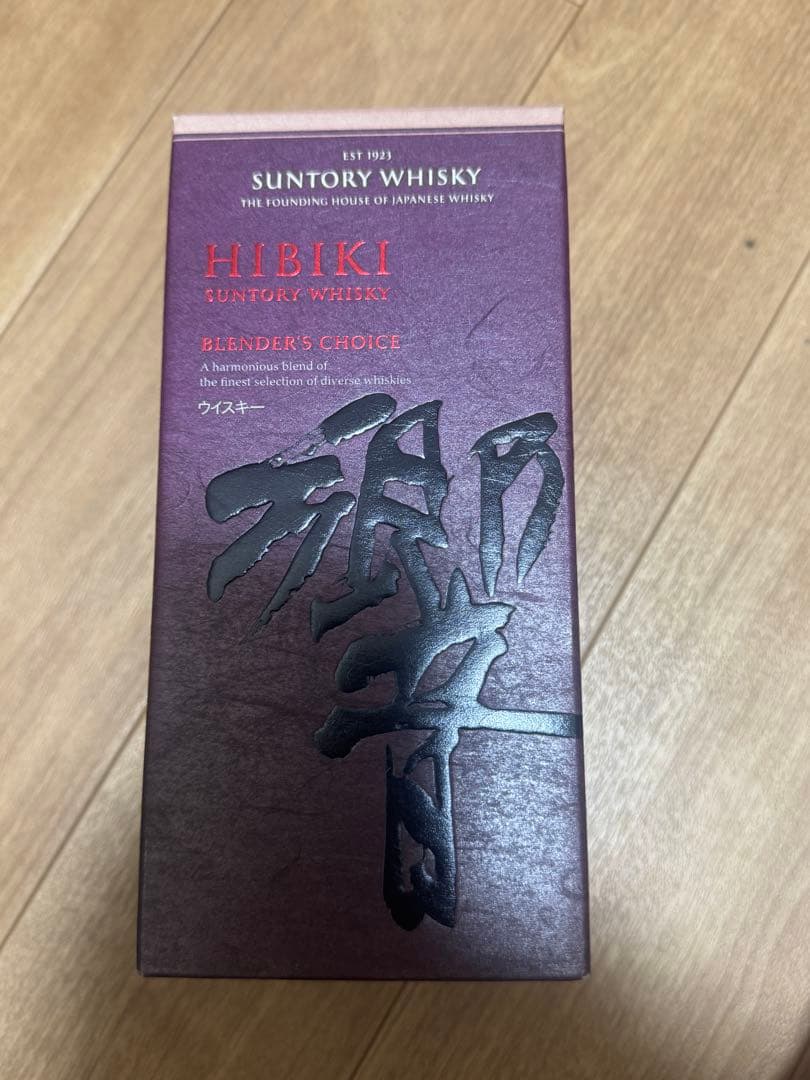 EST 1923
SUNTORY WHISKY
THE FOUNDING HOUSE OF JAPANESE WHISKY
HIBIKI
SUNTORY WHISKY
BLENDER'S CHOICE
A harmonious blend of
the finest selection of diverse whiskies
ウイスキー
響